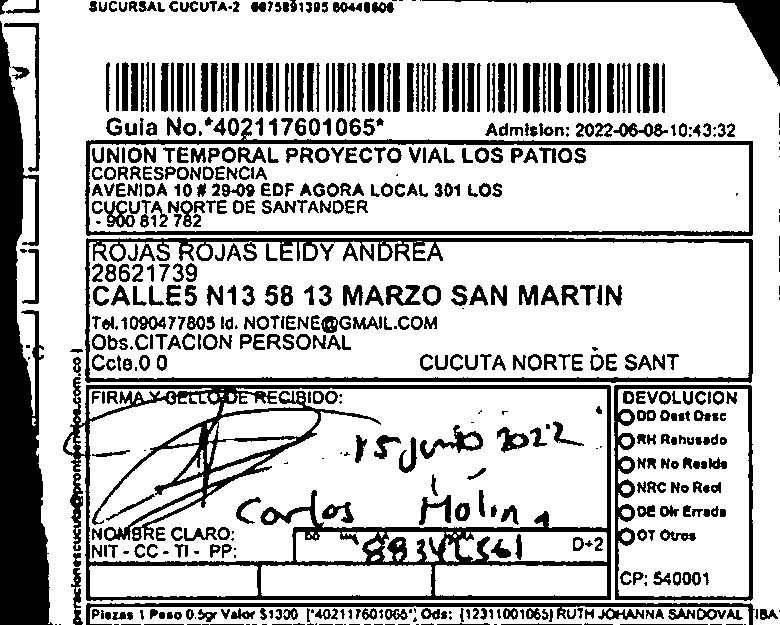 SUCURSAL CUCUTA-2 6075891395 60448606
Guia No.*402117601065*
Admision: 2022-06-08-10:43:32
UNION TEMPORAL PROYECTO VIAL LOS PATIOS
CORRESPONDENCIA
AVENIDA 10 # 29-09 EDF AGORA LOCAL 301 LOS
CUCUTA NORTE DE SANTANDER
- 900 812 782
ROJAS ROJAS LEIDY ANDREA
28621739
CALLE5 N13 58 13 MARZO SAN MARTIN
Tel.1090477805 Id. NOTIENE@GMAIL.COM
Obs.CITACION PERSONAL
Ccte.0 0
CUCUTA NORTE DE SANT
FIRMA Y SELLO DE RECIBIDO:
15 junio 2022
Carlos Molina
NOMBRE CLARO:
NIT - CC - TI - PP:
D+2
DEVOLUCION
DD Dest Desc
RH Rehusado
NR No Reside
NRC No Recl
DE Dir Errada
OT Otros
CP: 540001
Piezas 1 Peso 0.5gr Valor $1300 ["402117601065", Ods: [12311001065] RUTH JOHANNA SANDOVAL IBA